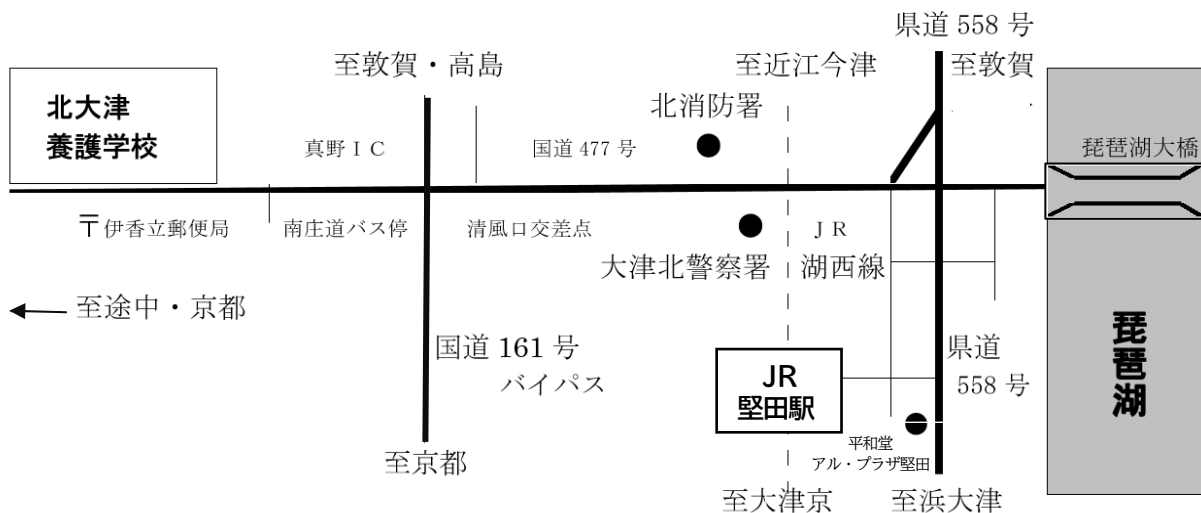 県道 558 号
至敦賀・高島
至近江今津
至敦賀
北大津
養護学校
北消防署
真野ＩＣ
国道 477 号
琵琶湖大橋
〒伊香立郵便局
南庄道バス停
清風口交差点
ＪＲ
大津北警察署
湖西線
至途中・京都
国道 161 号
バイパス
JR
堅田駅
県道
558 号
琵琶湖
平和堂
アル・プラザ堅田
至京都
至大津京
至浜大津